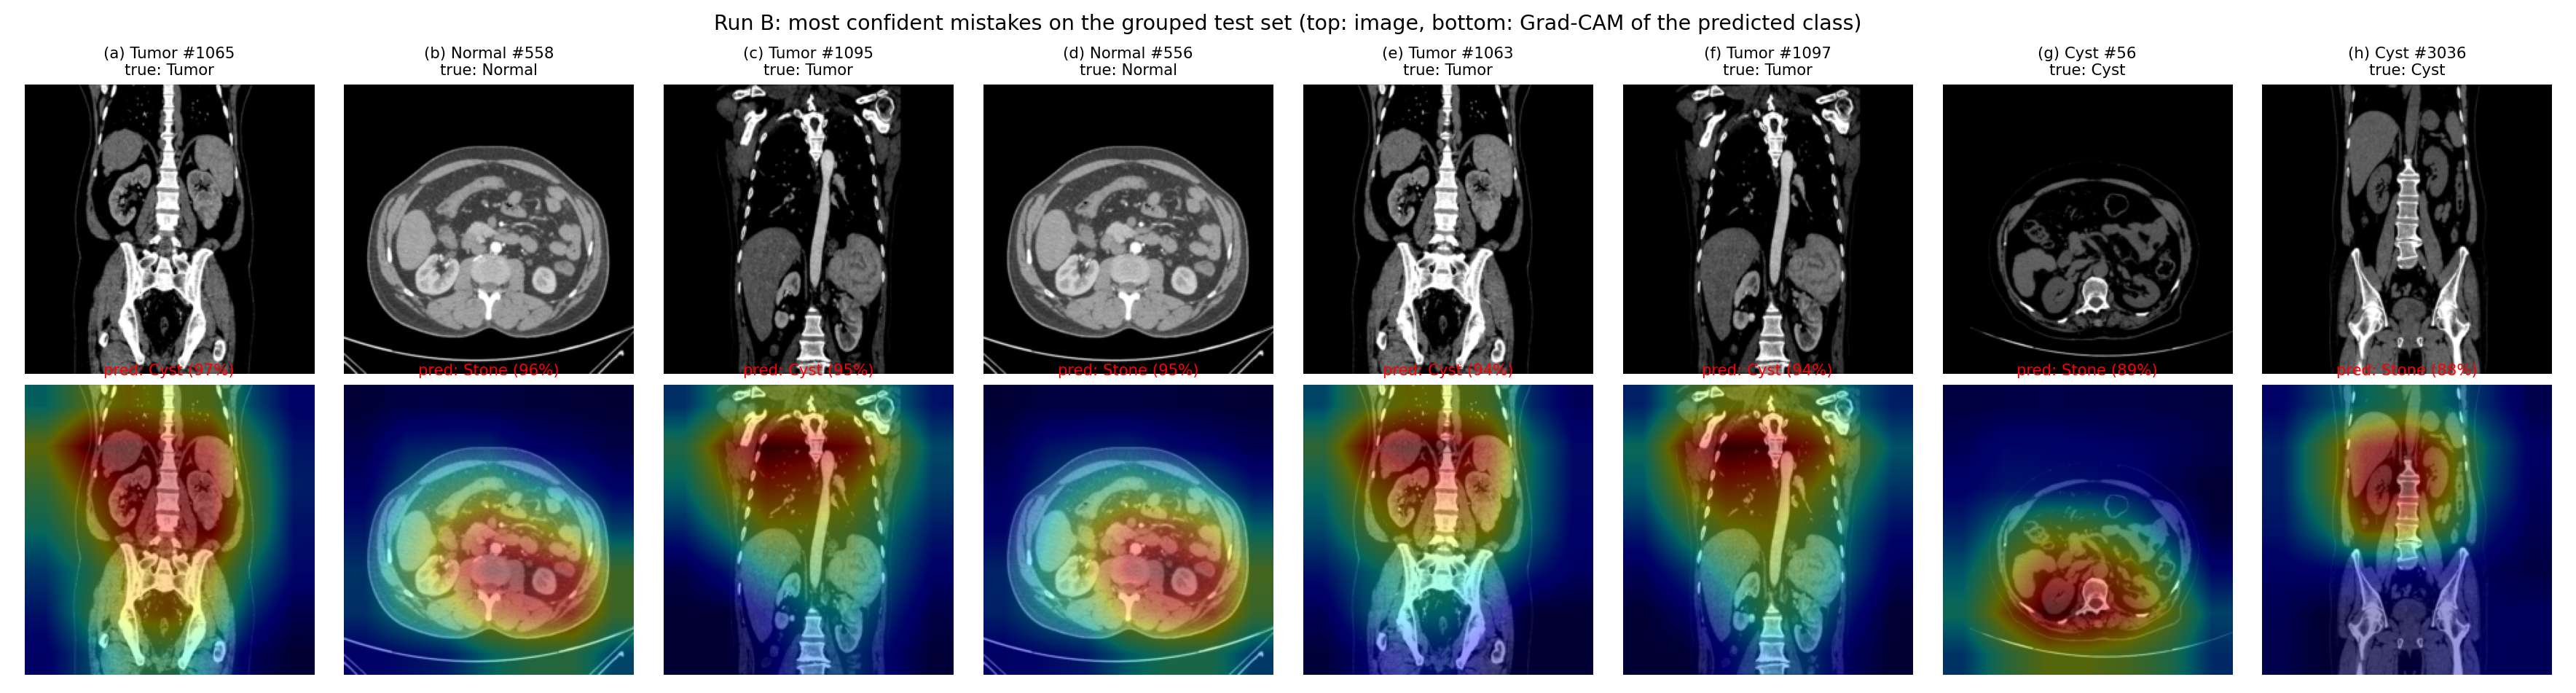 Run B: most confident mistakes on the grouped test set (top: image, bottom: Grad-CAM of the predicted class)
(a) Tumor #1065
true: Tumor
(b) Normal #558
true: Normal
(c) Tumor #1095
true: Tumor
(d) Normal #556
true: Normal
(e) Tumor #1063
true: Tumor
(f) Tumor #1097
true: Tumor
(g) Cyst #56
true: Cyst
(h) Cyst #3036
true: Cyst
pred: Cyst (97%)
pred: Stone (96%)
pred: Cyst (95%)
pred: Stone (95%)
pred: Cyst (94%)
pred: Cyst (94%)
pred: Stone (89%)
pred: Stone (88%)